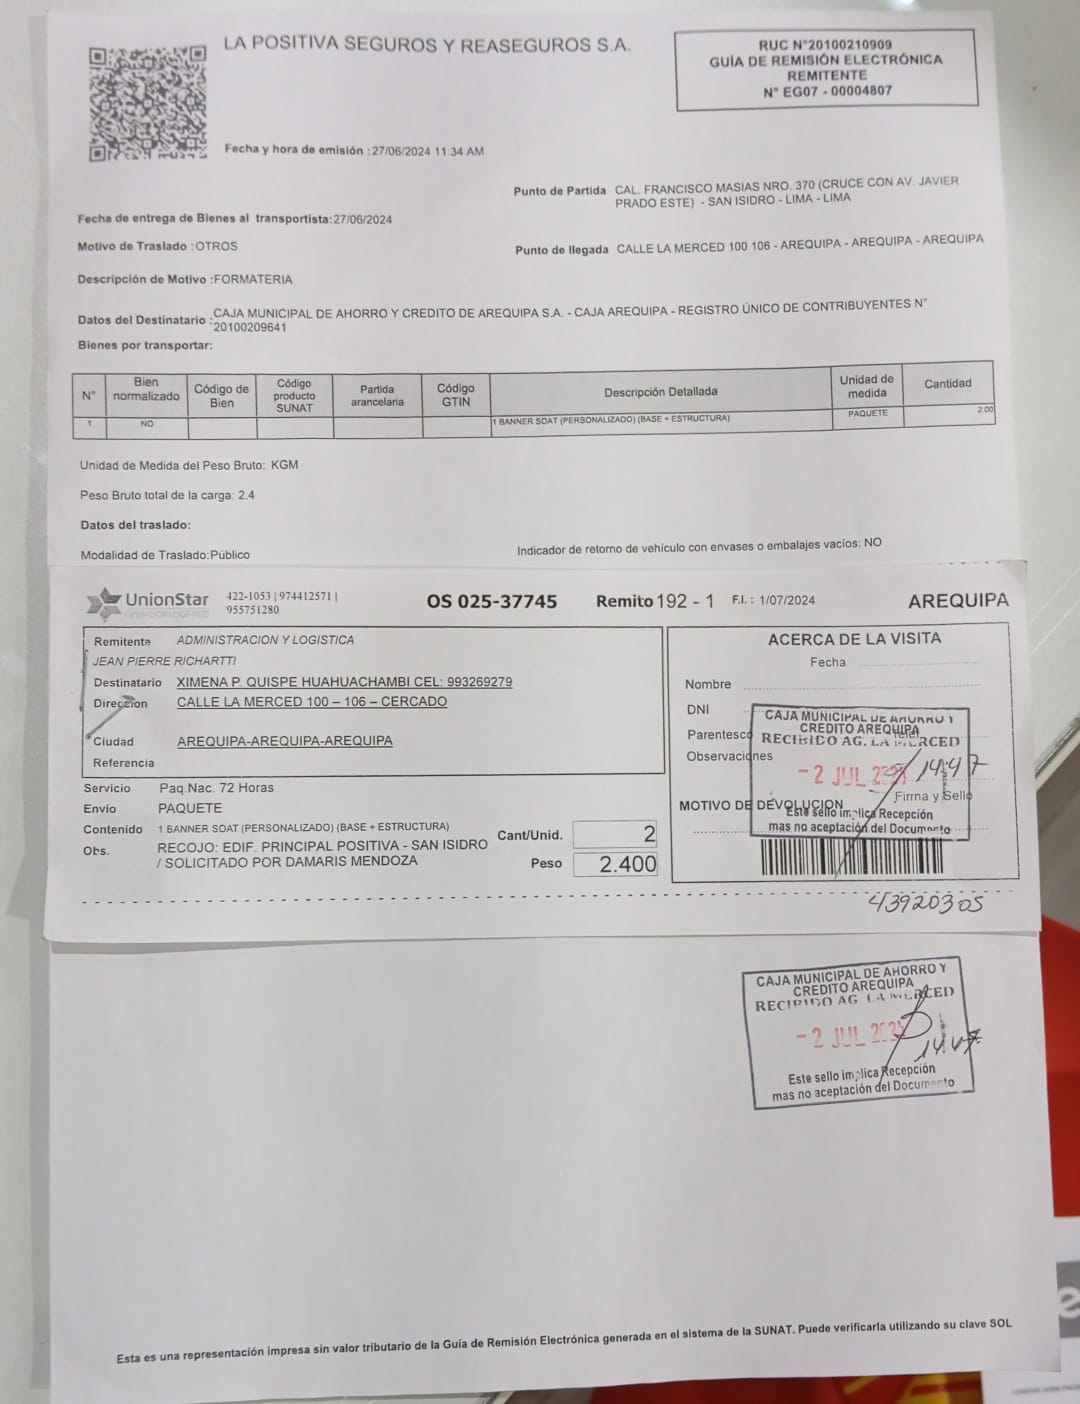 LA POSITIVA SEGUROS Y REASEGUROS S.A.
RUC N°20100210909
GUÍA DE REMISIÓN ELECTRÓNICA
REMITENTE
N° EG07 - 00004807
Fecha y hora de emisión :27/06/2024 11:34 AM
Punto de Partida CAL. FRANCISCO MASIAS NRO. 370 (CRUCE CON AV. JAVIER
PRADO ESTE) - SAN ISIDRO - LIMA - LIMA
Fecha de entrega de Bienes al transportista:27/06/2024
Motivo de Traslado :OTROS
Punto de llegada CALLE LA MERCED 100 106 - AREQUIPA - AREQUIPA - AREQUIPA
Descripción de Motivo :FORMATERIA
Datos del Destinatario :CAJA MUNICIPAL DE AHORRO Y CREDITO DE AREQUIPA S.A. - CAJA AREQUIPA - REGISTRO ÚNICO DE CONTRIBUYENTES N°
20100209641
Bienes por transportar:
N° Bien normalizado Código de Bien Código producto SUNAT Partida arancelaria Código GTIN Descripción Detallada Unidad de medida Cantidad
1 NO 1 BANNER SOAT (PERSONALIZADO) (BASE + ESTRUCTURA) PAQUETE 2.00
Unidad de Medida del Peso Bruto: KGM
Peso Bruto total de la carga: 2.4
Datos del traslado:
Modalidad de Traslado:Público
Indicador de retorno de vehículo con envases o embalajes vacíos: NO
UnionStar
OPERADOR LOGÍSTICO
422-1053 | 974412571 |
955751280
OS 025-37745 Remito 192 - 1 F.I. : 1/07/2024 AREQUIPA
Remitente ADMINISTRACION Y LOGISTICA
JEAN PIERRE RICHARTTI
Destinatario XIMENA P. QUISPE HUAHUACHAMBI CEL: 993269279
Dirección CALLE LA MERCED 100 – 106 – CERCADO
Ciudad AREQUIPA-AREQUIPA-AREQUIPA
Referencia
Servicio Paq.Nac. 72 Horas
Envío PAQUETE
Contenido 1 BANNER SOAT (PERSONALIZADO) (BASE + ESTRUCTURA)
Obs. RECOJO: EDIF. PRINCIPAL POSITIVA - SAN ISIDRO
/ SOLICITADO POR DAMARIS MENDOZA
Cant/Unid. 2
Peso 2.400
ACERCA DE LA VISITA
Fecha
Nombre
DNI
Parentesco
Telef
Observaciones
Firma y Sello
MOTIVO DE DEVOLUCION
CAJA MUNICIPAL DE AHORRO Y
CRÉDITO AREQUIPA
RECIBIDO AG. LA MERCED
- 2 JUL 14:47
Este sello implica Recepción
mas no aceptación del Documento
43920305
CAJA MUNICIPAL DE AHORRO Y
CREDITO AREQUIPA
RECIBIDO AG. LA MERCED
- 2 JUL
14:47
Este sello implica Recepción
mas no aceptación del Documento
Esta es una representación impresa sin valor tributario de la Guía de Remisión Electrónica generada en el sistema de la SUNAT. Puede verificarla utilizando su clave SOL